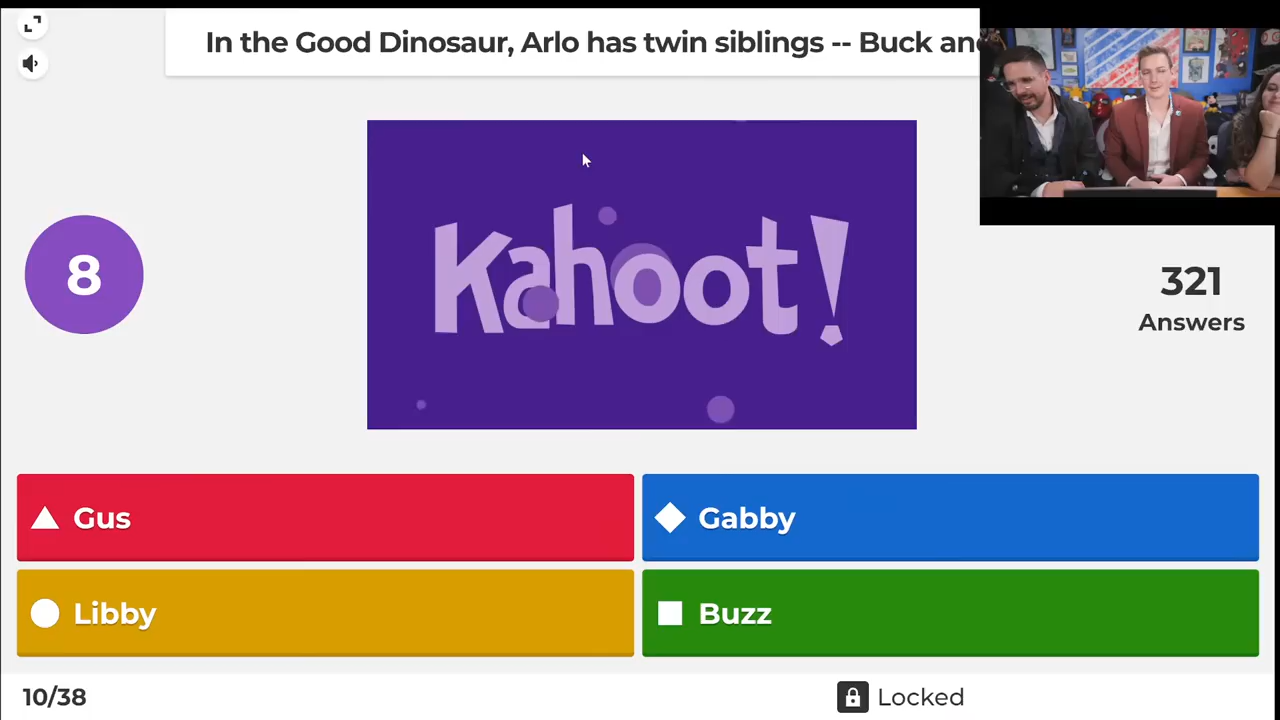 In the Good Dinosaur, Arlo has twin siblings -- Buck and
8
Kahoot!
321
Answers
Gus
Gabby
Libby
Buzz
10/38
Locked